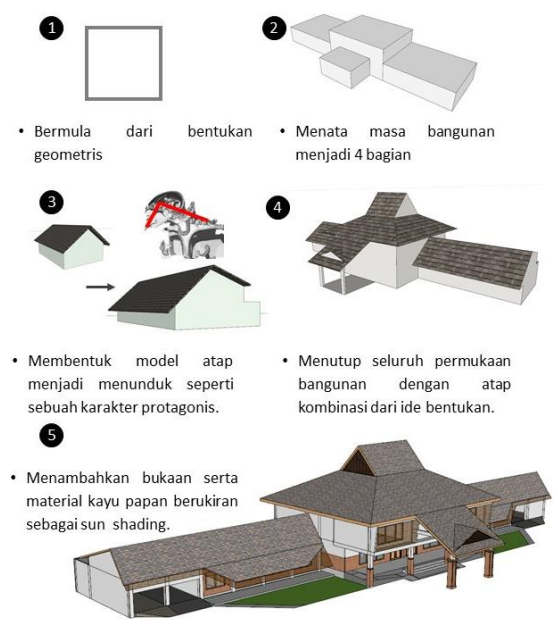 1
• Bermula dari bentukan
geometris
2
• Menata masa bangunan
menjadi 4 bagian
3
• Membentuk model atap
menjadi menunduk seperti
sebuah karakter protagonis.
4
• Menutup seluruh permukaan
bangunan dengan atap
kombinasi dari ide bentukan.
5
• Menambahkan bukaan serta
material kayu papan berukiran
sebagai sun shading.